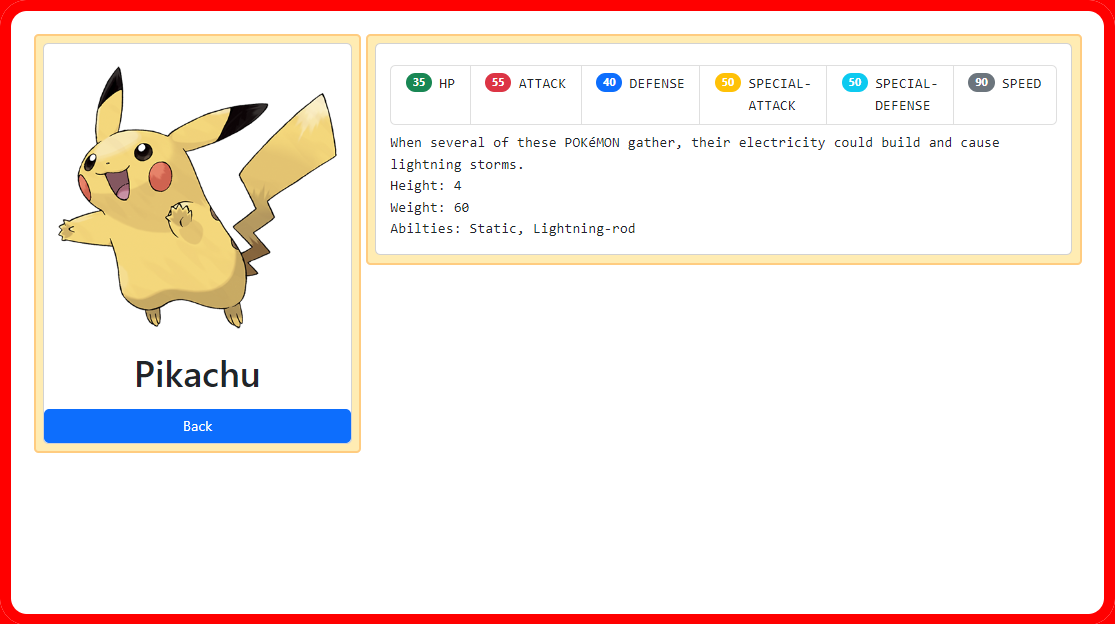 Pikachu
Back
35 HP
55 ATTACK
40 DEFENSE
50 SPECIAL-
ATTACK
50 SPECIAL-
DEFENSE
90 SPEED
When several of these POKéMON gather, their electricity could build and cause
lightning storms.
Height: 4
Weight: 60
Abilties: Static, Lightning-rod